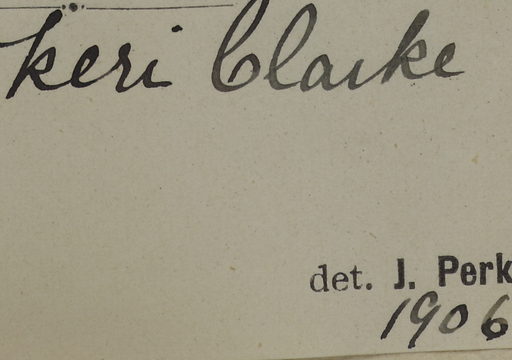 keri Clarke
det. J. Perk
1906